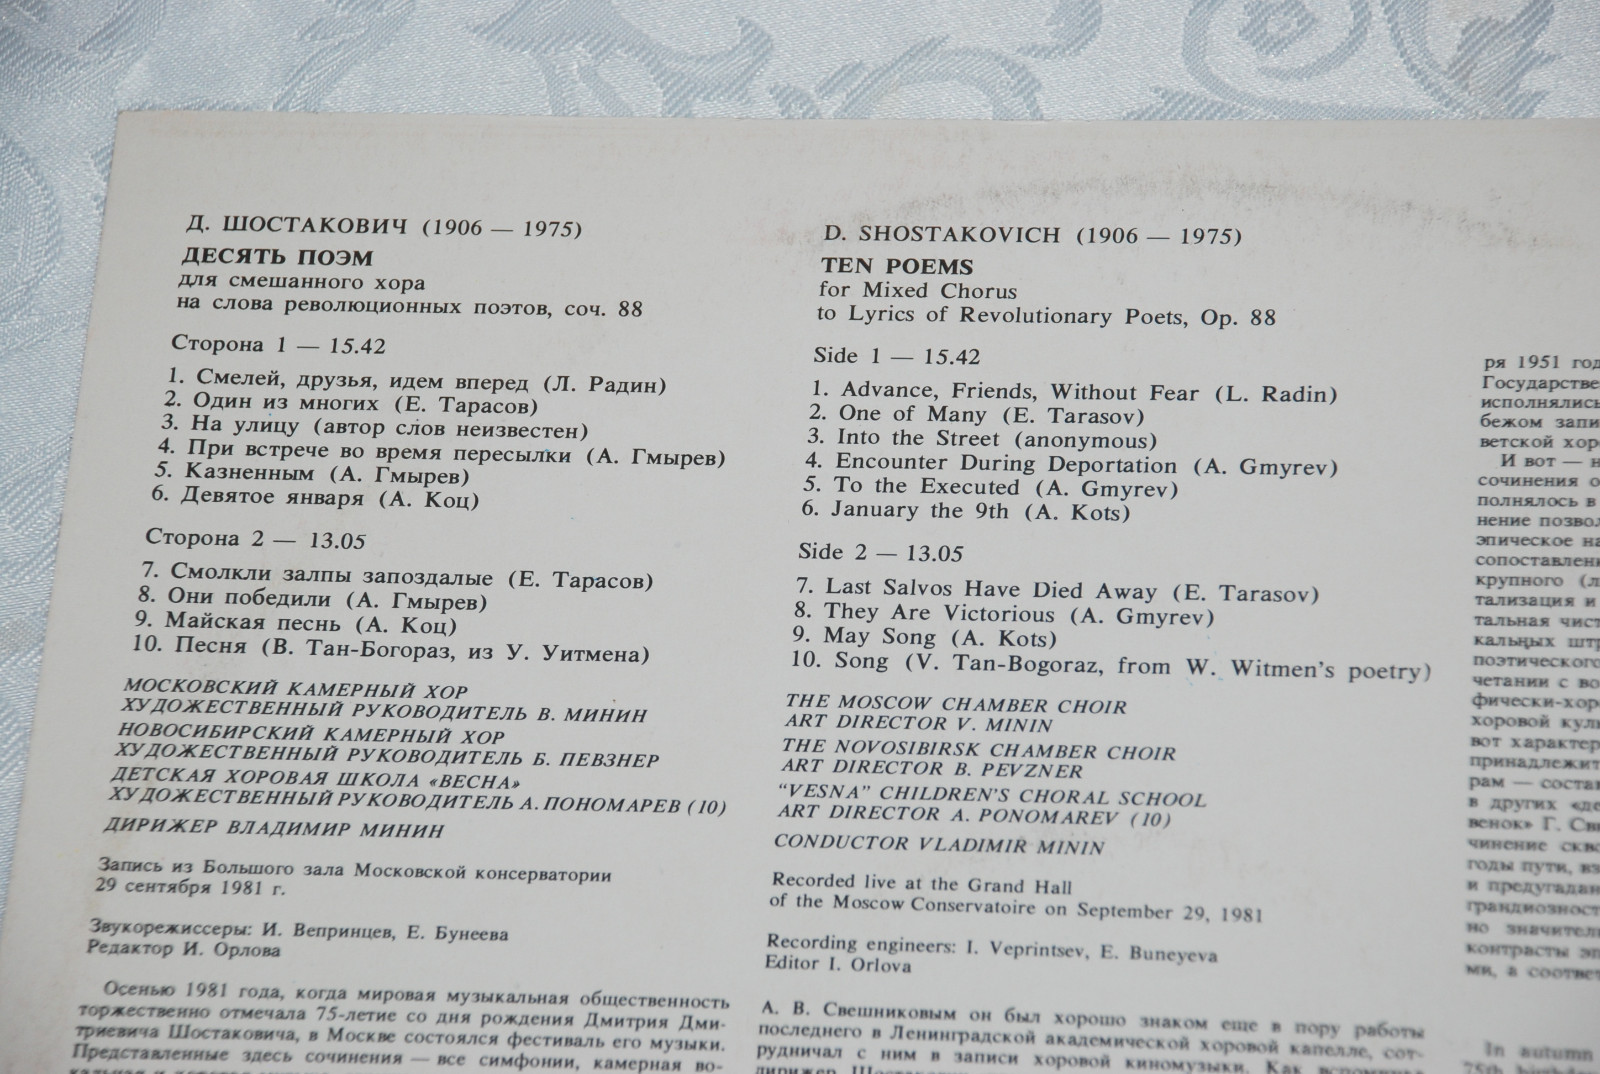 Д. ШОСТАКОВИЧ (1906 — 1975)
ДЕСЯТЬ ПОЭМ
для смешанного хора
на слова революционных поэтов, соч. 88
Сторона 1 — 15.42
1. Смелей, друзья, идем вперед (Л. Радин)
2. Один из многих (Е. Тарасов)
3. На улицу (автор слов неизвестен)
4. При встрече во время пересылки (А. Гмырев)
5. Казненным (А. Гмырев)
6. Девятое января (А. Коц)
Сторона 2 — 13.05
7. Смолкли залпы запоздалые (Е. Тарасов)
8. Они победили (А. Гмырев)
9. Майская песнь (А. Коц)
10. Песня (В. Тан-Богораз, из У. Уитмена)
МОСКОВСКИЙ КАМЕРНЫЙ ХОР
ХУДОЖЕСТВЕННЫЙ РУКОВОДИТЕЛЬ В. МИНИН
НОВОСИБИРСКИЙ КАМЕРНЫЙ ХОР
ХУДОЖЕСТВЕННЫЙ РУКОВОДИТЕЛЬ Б. ПЕВЗНЕР
ДЕТСКАЯ ХОРОВАЯ ШКОЛА «ВЕСНА»
ХУДОЖЕСТВЕННЫЙ РУКОВОДИТЕЛЬ А. ПОНОМАРЕВ (10)
ДИРИЖЕР ВЛАДИМИР МИНИН
Запись из Большого зала Московской консерватории
29 сентября 1981 г.
Звукорежиссеры: И. Вепринцев, Е. Бунеева
Редактор И. Орлова
Осенью 1981 года, когда мировая музыкальная общественность
торжественно отмечала 75-летие со дня рождения Дмитрия Дми-
триевича Шостаковича, в Москве состоялся фестиваль его музыки.
Представленные здесь сочинения — все симфонии, камерная во-
D. SHOSTAKOVICH (1906 — 1975)
TEN POEMS
for Mixed Chorus
to Lyrics of Revolutionary Poets, Op. 88
Side 1 — 15.42
1. Advance, Friends, Without Fear (L. Radin)
2. One of Many (E. Tarasov)
3. Into the Street (anonymous)
4. Encounter During Deportation (A. Gmyrev)
5. To the Executed (A. Gmyrev)
6. January the 9th (A. Kots)
Side 2 — 13.05
7. Last Salvos Have Died Away (E. Tarasov)
8. They Are Victorious (A. Gmyrev)
9. May Song (A. Kots)
10. Song (V. Tan-Bogoraz, from W. Witmen's poetry)
THE MOSCOW CHAMBER CHOIR
ART DIRECTOR V. MININ
THE NOVOSIBIRSK CHAMBER CHOIR
ART DIRECTOR B. PEVZNER
"VESNA" CHILDREN'S CHORAL SCHOOL
ART DIRECTOR A. PONOMAREV (10)
CONDUCTOR VLADIMIR MININ
Recorded live at the Grand Hall
of the Moscow Conservatoire on September 29, 1981
Recording engineers: I. Veprintsev, E. Buneyeva
Editor I. Orlova
А. В. Свешниковым он был хорошо знаком еще в пору работы
последнего в Ленинградской академической хоровой капелле, сот-
рудничал с ним в записи хоровой киномузыки. Как
ря 1951 год
Государстве
исполнялись
бежом запи
ветской хор
И вот — н
сочинения о
полнялось в
нение позвол
эпическое на
сопоставлени
крупного (л
тализация и
тальная чист
кальных штр
поэтического
четании с во
фически-хор
хоровой куль
вот характер
принадлежит
рам — соста
в других «де
венок» Г. Сви
чинение скво
годы пути, вз
и предугадан
грандиозност
но значител
контрасты эп
ми, а соответ
In autumn
75th birthday